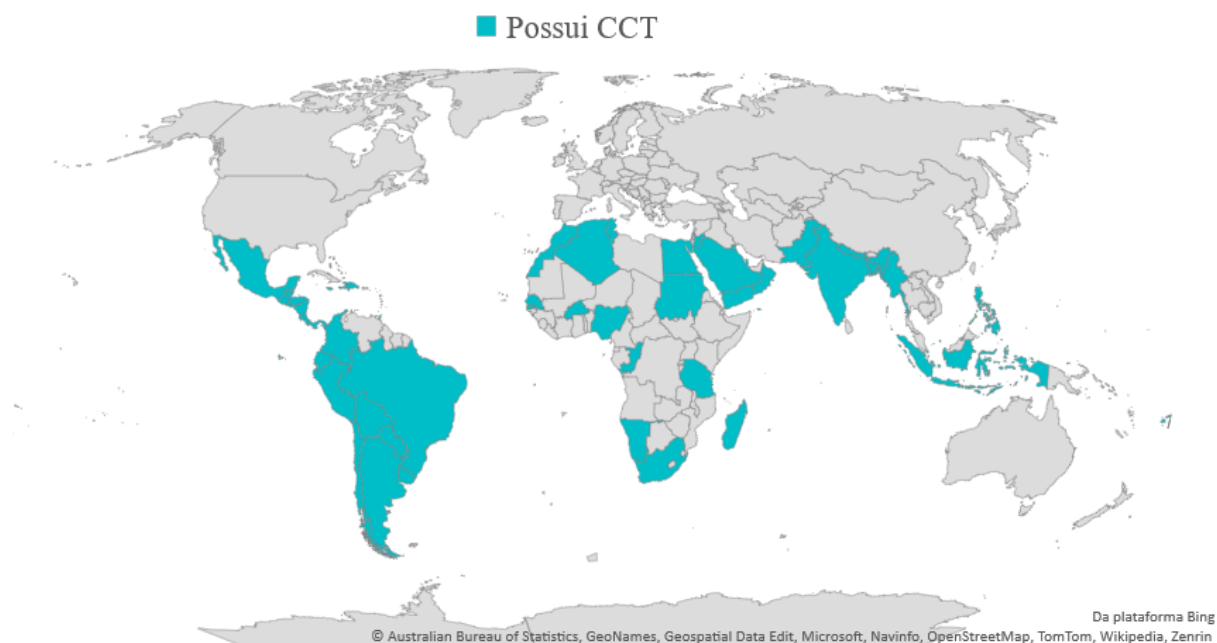 Possui CCT
Da plataforma Bing
© Australian Bureau of Statistics, GeoNames, Geospatial Data Edit, Microsoft, Navinfo, OpenStreetMap, TomTom, Wikipedia, Zenrin